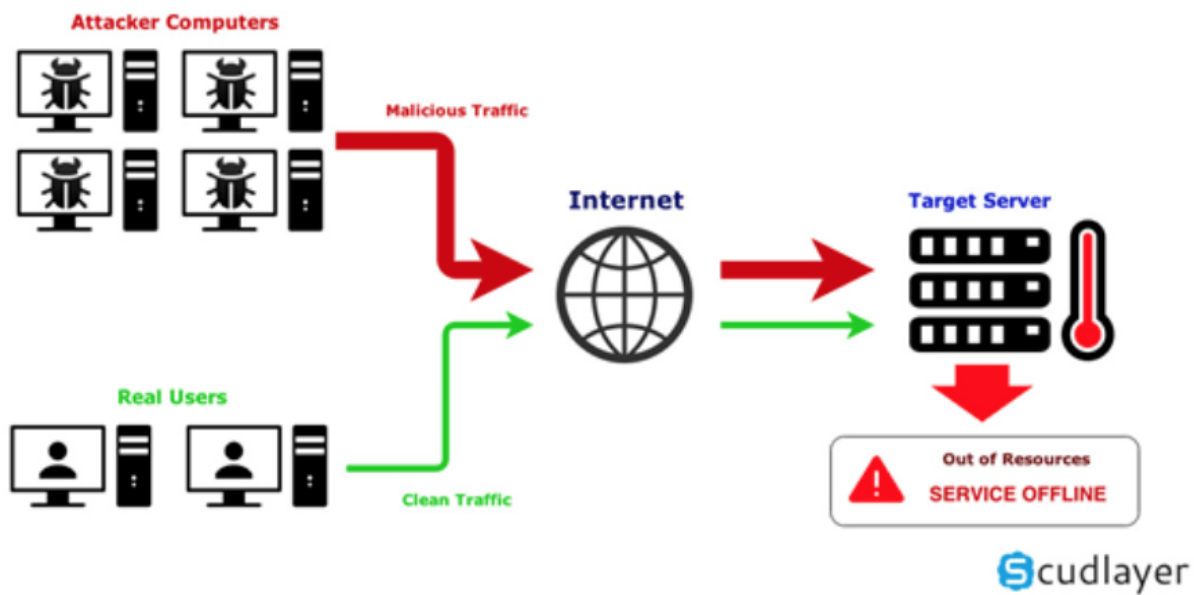 Attacker Computers
Malicious Traffic
Internet
Target Server
Real Users
Clean Traffic
Out of Resources
SERVICE OFFLINE
Scudlayer